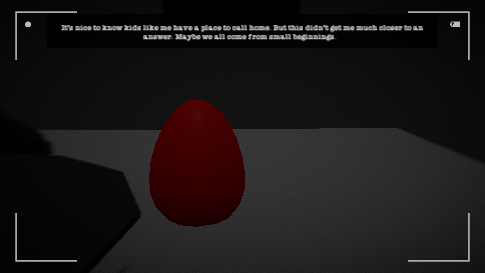 It's nice to know kids like me have a place to call home. But this didn't get me much closer to an
answer. Maybe we all come from small beginnings.